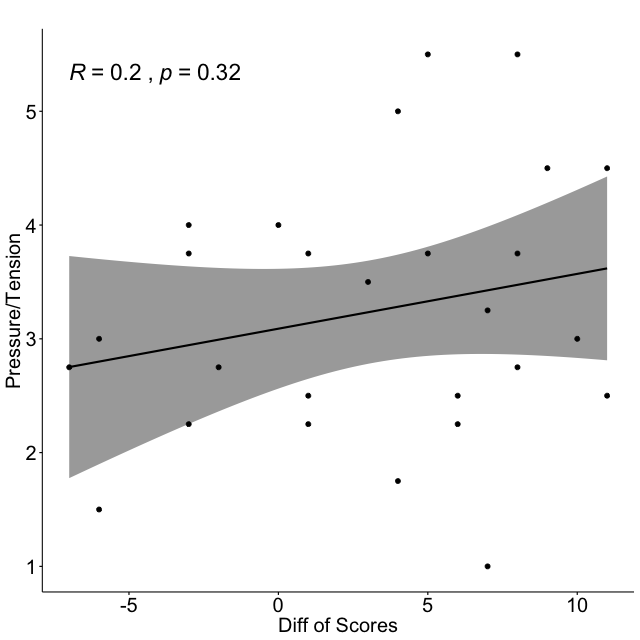 R = 0.2 , p = 0.32
Pressure/Tension
5
4
3
2
1
-5 0 5 10
Diff of Scores